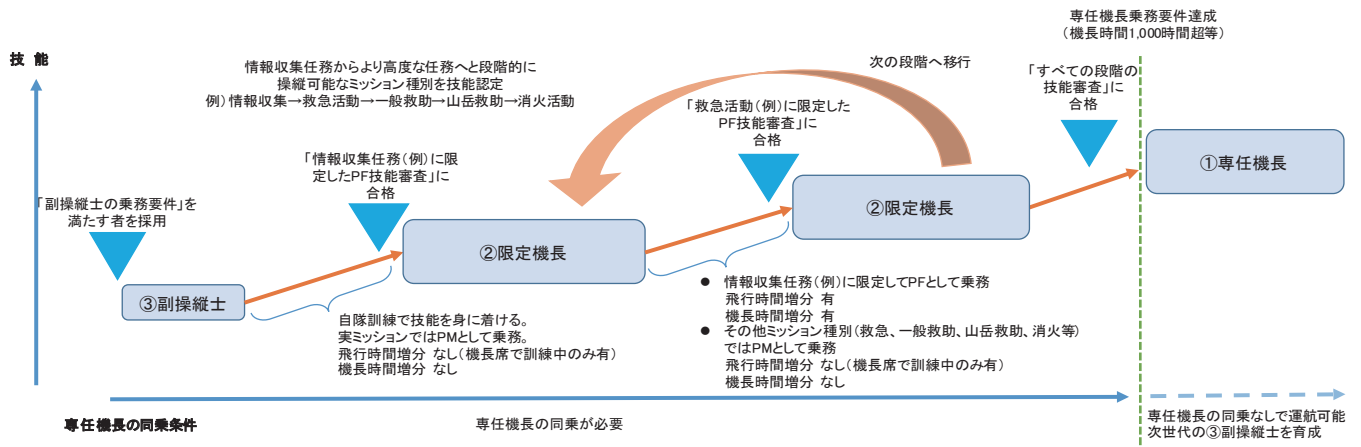 専任機長乗務要件達成
（機長時間1,000時間超等）
技 能
情報収集任務からより高度な任務へと段階的に
操縦可能なミッション種別を技能認定
例）情報収集→救急活動→一般救助→山岳救助→消火活動
次の段階へ移行
「すべての段階の
技能審査」に
合格
「救急活動（例）に限定した
PF技能審査」に
合格
「情報収集任務（例）に限
定したPF技能審査」に
合格
①専任機長
「副操縦士の乗務要件」を
満たす者を採用
②限定機長
②限定機長
③副操縦士
自隊訓練で技能を身に着ける。
実ミッションではPMとして乗務。
飛行時間増分 なし（機長席で訓練中のみ有）
機長時間増分 なし
● 情報収集任務（例）に限定してPFとして乗務
飛行時間増分 有
機長時間増分 有
● その他ミッション種別（救急、一般救助、山岳救助、消火等）
ではPMとして乗務
飛行時間増分 なし（機長席で訓練中のみ有）
機長時間増分 なし
専任機長の同乗条件
専任機長の同乗が必要
専任機長の同乗なしで運航可能
次世代の③副操縦士を育成